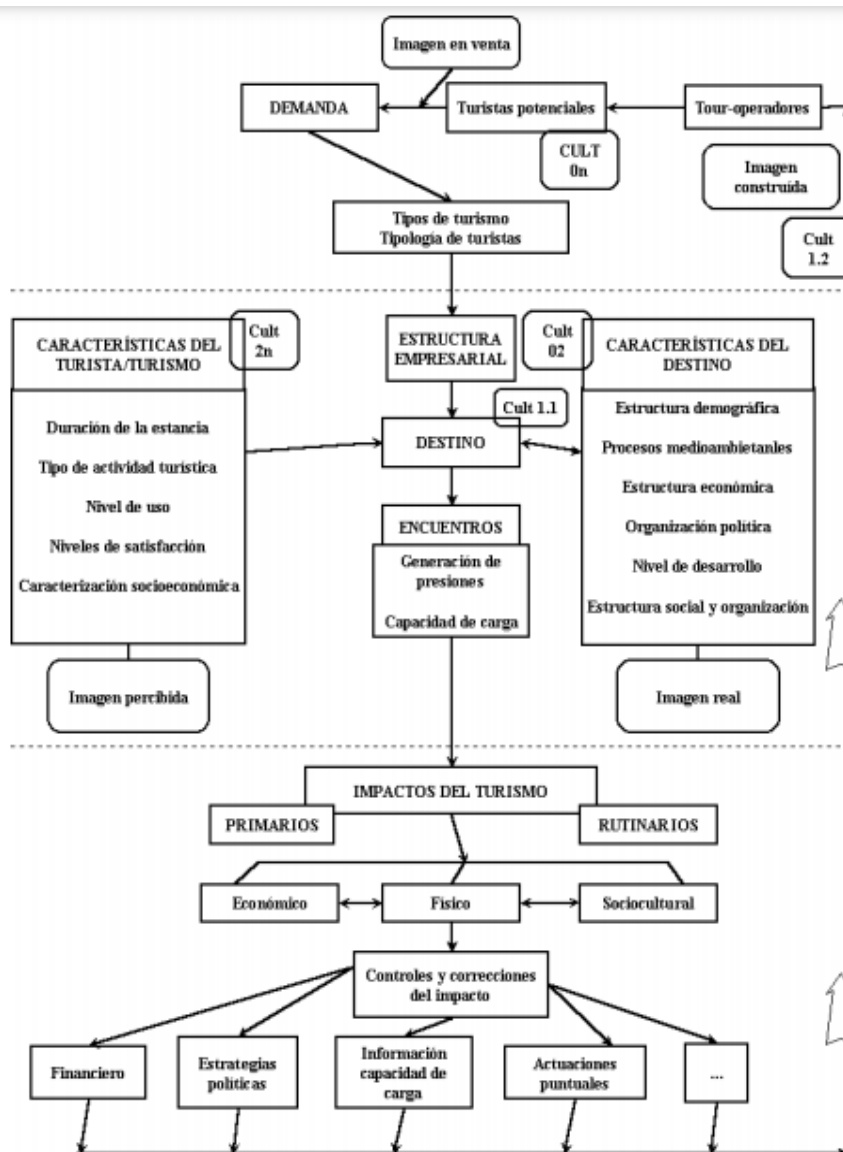 Imagen en venta
DEMANDA
Turistas potenciales
Tour-operadores
CULT
0n
Imagen
construída
Cult
1.2
Tipos de turismo
Tipología de turistas
CARACTERÍSTICAS DEL
TURISTA/TURISMO
Cult
2n
ESTRUCTURA
EMPRESARIAL
Cult
02
CARACTERÍSTICAS DEL
DESTINO
Duración de la estancia
Tipo de actividad turística
Nivel de uso
Niveles de satisfacción
Caracterización socioeconómica
Imagen percibida
Cult 1.1
DESTINO
ENCUENTROS
Generación de
presiones
Capacidad de carga
Estructura demográfica
Procesos medioambietanles
Estructura económica
Organización política
Nivel de desarrollo
Estructura social y organización
Imagen real
IMPACTOS DEL TURISMO
PRIMARIOS
RUTINARIOS
Económico
Físico
Sociocultural
Controles y correcciones
del impacto
Financiero
Estrategias
políticas
Información
capacidad de
carga
Actuaciones
puntuales
...